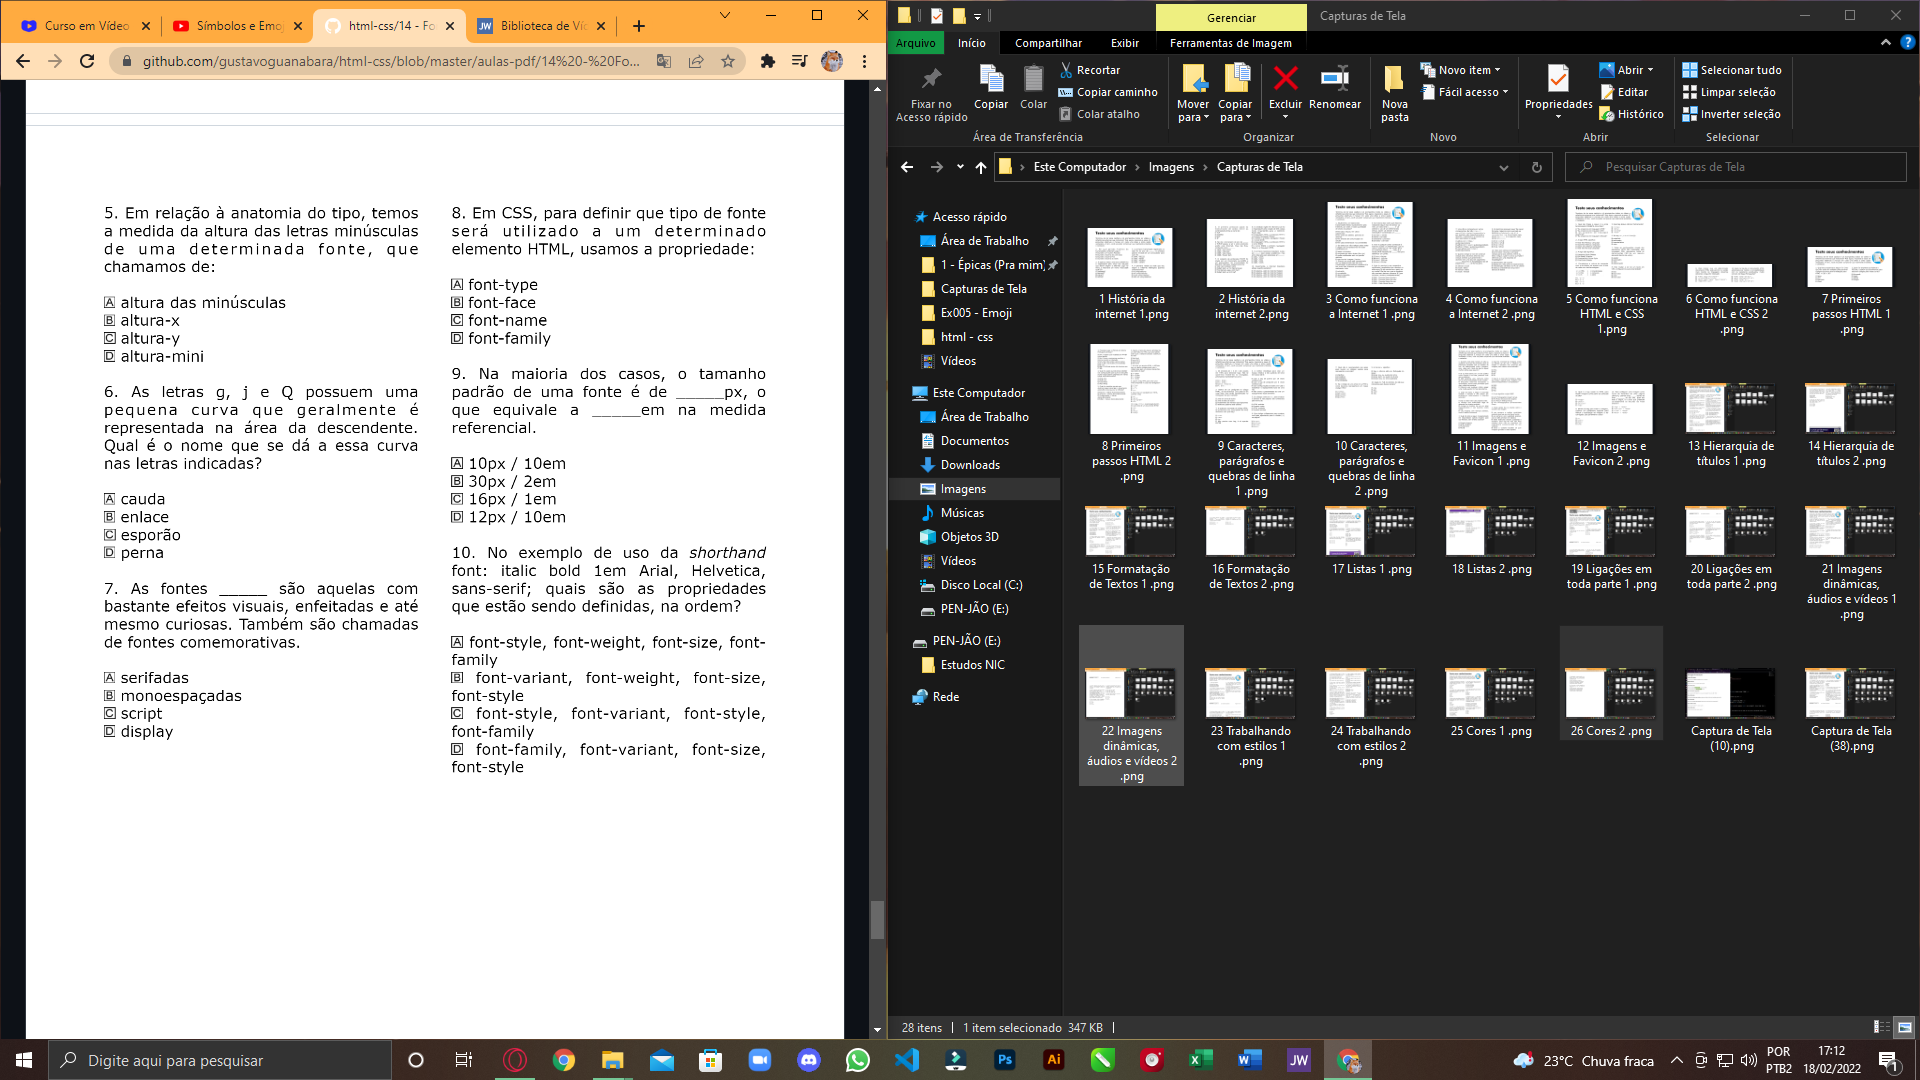 Curso em Vídeo
Símbolos e Emo
html-css/14 - Fo
Biblioteca de Ví
github.com/gustavoguanabara/html-css/blob/master/aulas-pdf/14%20-%20Fo...
5. Em relação à anatomia do tipo, temos
a medida da altura das letras minúsculas
de uma determinada fonte, que
chamamos de:
A altura das minúsculas
B altura-x
C altura-y
D altura-mini
6. As letras g, j e Q possuem uma
pequena curva que geralmente é
representada na área da descendente.
Qual é o nome que se dá a essa curva
nas letras indicadas?
A cauda
B enlace
C esporão
D perna
7. As fontes _____ são aquelas com
bastante efeitos visuais, enfeitadas e até
mesmo curiosas. Também são chamadas
de fontes comemorativas.
A serifadas
B monoespaçadas
C script
D display
8. Em CSS, para definir que tipo de fonte
será utilizado a um determinado
elemento HTML, usamos a propriedade:
A font-type
B font-face
C font-name
D font-family
9. Na maioria dos casos, o tamanho
padrão de uma fonte é de _____px, o
que equivale a _____em na medida
referencial.
A 10px / 10em
B 30px / 2em
C 16px / 1em
D 12px / 10em
10. No exemplo de uso da shorthand
font: italic bold 1em Arial, Helvetica,
sans-serif; quais são as propriedades
que estão sendo definidas, na ordem?
A font-style, font-weight, font-size, font-
family
B font-variant, font-weight, font-size,
font-style
C font-style, font-variant, font-style,
font-family
D font-family, font-variant, font-size,
font-style
Gerenciar
Capturas de Tela
Arquivo
Início
Compartilhar
Exibir
Ferramentas de Imagem
Fixar no
Acesso rápido
Copiar
Colar
Recortar
Copiar caminho
Colar atalho
Área de Transferência
Mover
para
Copiar
para
Excluir
Renomear
Organizar
Nova
pasta
Novo item
Fácil acesso
Novo
Propriedades
Abrir
Editar
Histórico
Abrir
Selecionar tudo
Limpar seleção
Inverter seleção
Selecionar
Este Computador
Imagens
Capturas de Tela
Pesquisar Capturas de Tela
Acesso rápido
Área de Trabalho
1 - Épicas (Pra mim)
Capturas de Tela
Ex005 - Emoji
html - css
Vídeos
Este Computador
Área de Trabalho
Documentos
Downloads
Imagens
Músicas
Objetos 3D
Vídeos
Disco Local (C:)
PEN-JÃO (E:)
PEN-JÃO (E:)
Estudos NIC
Rede
1 História da
internet 1.png
2 História da
internet 2.png
3 Como funciona
a Internet 1 .png
4 Como funciona
a Internet 2 .png
5 Como funciona
HTML e CSS
1.png
6 Como funciona
HTML e CSS 2
.png
7 Primeiros
passos HTML 1
.png
8 Primeiros
passos HTML 2
.png
9 Caracteres,
parágrafos e
quebras de linha
1 .png
10 Caracteres,
parágrafos e
quebras de linha
2 .png
11 Imagens e
Favicon 1 .png
12 Imagens e
Favicon 2 .png
13 Hierarquia de
títulos 1 .png
14 Hierarquia de
títulos 2 .png
15 Formatação
de Textos 1 .png
16 Formatação
de Textos 2 .png
17 Listas 1 .png
18 Listas 2 .png
19 Ligações em
toda parte 1 .png
20 Ligações em
toda parte 2 .png
21 Imagens
dinâmicas,
áudios e vídeos 1
.png
22 Imagens
dinâmicas,
áudios e vídeos 2
.png
23 Trabalhando
com estilos 1
.png
24 Trabalhando
com estilos 2
.png
25 Cores 1 .png
26 Cores 2 .png
Captura de Tela
(10).png
Captura de Tela
(38).png
28 itens
1 item selecionado 347 KB
Digite aqui para pesquisar
23°C Chuva fraca
POR
PTB2
17:12
18/02/2022